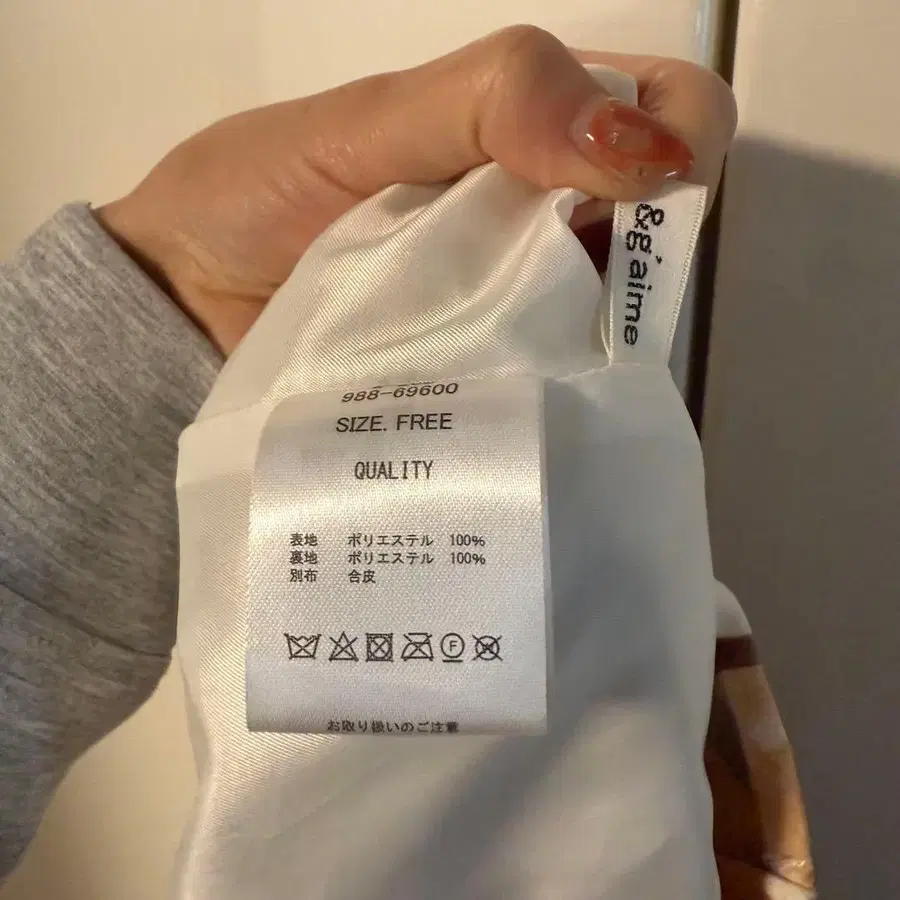 &g'aime
988-69600
SIZE. FREE
QUALITY
表地 ポリエステル 100%
裏地 ポリエステル 100%
別布 合皮
F
お取り扱いのご注意